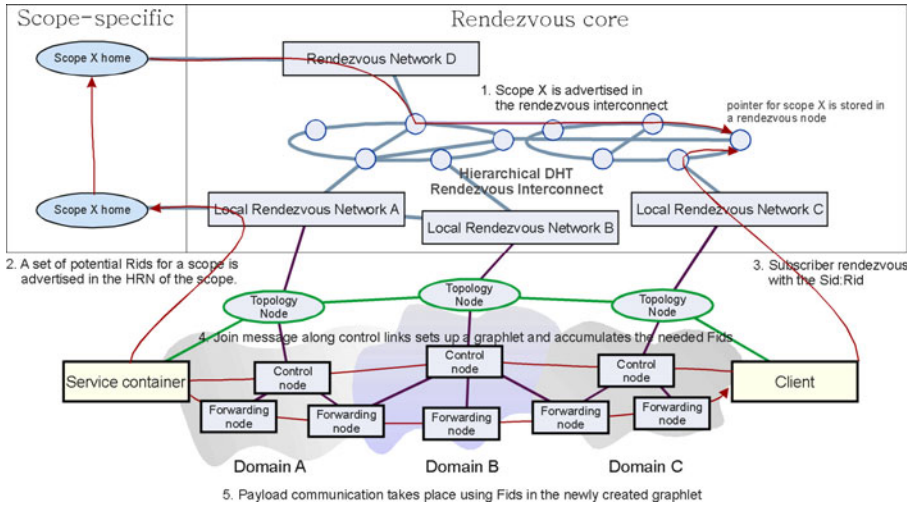 Scope-specific
Rendezvous core
Scope X home
Rendezvous Network D
1. Scope X is advertised in
the rendezvous interconnect
pointer for scope X is stored in
a rendezvous node
Hierarchical DHT
Rendezvous Interconnect
Scope X home
Local Rendezvous Network A
Local Rendezvous Network B
Local Rendezvous Network C
2. A set of potential Rids for a scope is
advertised in the HRN of the scope.
3. Subscriber rendezvous
with the Sid:Rid
Topology
Node
Topology
Node
Topology
Node
4. Join message along control links sets up a graphlet and accumulates the needed Fids
Service container
Control
node
Control
node
Control
node
Client
Forwarding
node
Forwarding
node
Forwarding
node
Forwarding
node
Forwarding
node
Domain A
Domain B
Domain C
5. Payload communication takes place using Fids in the newly created graphlet